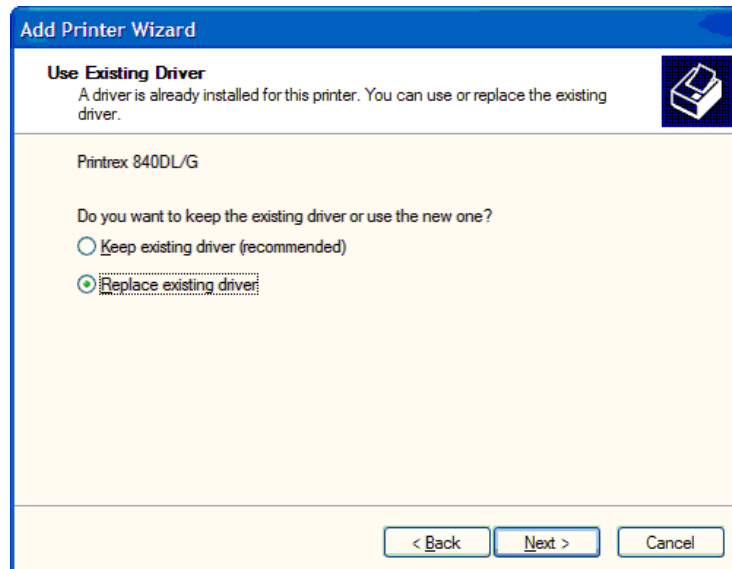 Add Printer Wizard
Use Existing Driver
A driver is already installed for this printer. You can use or replace the existing
driver.
Printrex 840DL/G
Do you want to keep the existing driver or use the new one?
Keep existing driver (recommended)
Replace existing driver
< Back Next > Cancel